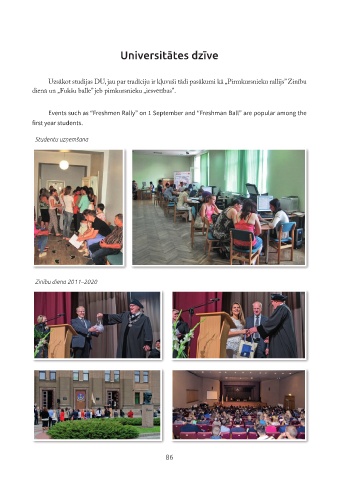 Universitātes dzīve
Uzsākot studijas DU, jau par tradīciju ir kļuvuši tādi pasākumi kā „Pirmkursnieku rallijs” Zinību
dienā un „Fukšu balle” jeb pirmkursnieku „iesvētības”.
Events such as “Freshmen Rally” on 1 September and “Freshman Ball” are popular among the
first year students.
Studentu uzņemšana
Zinību diena 2011–2020
86